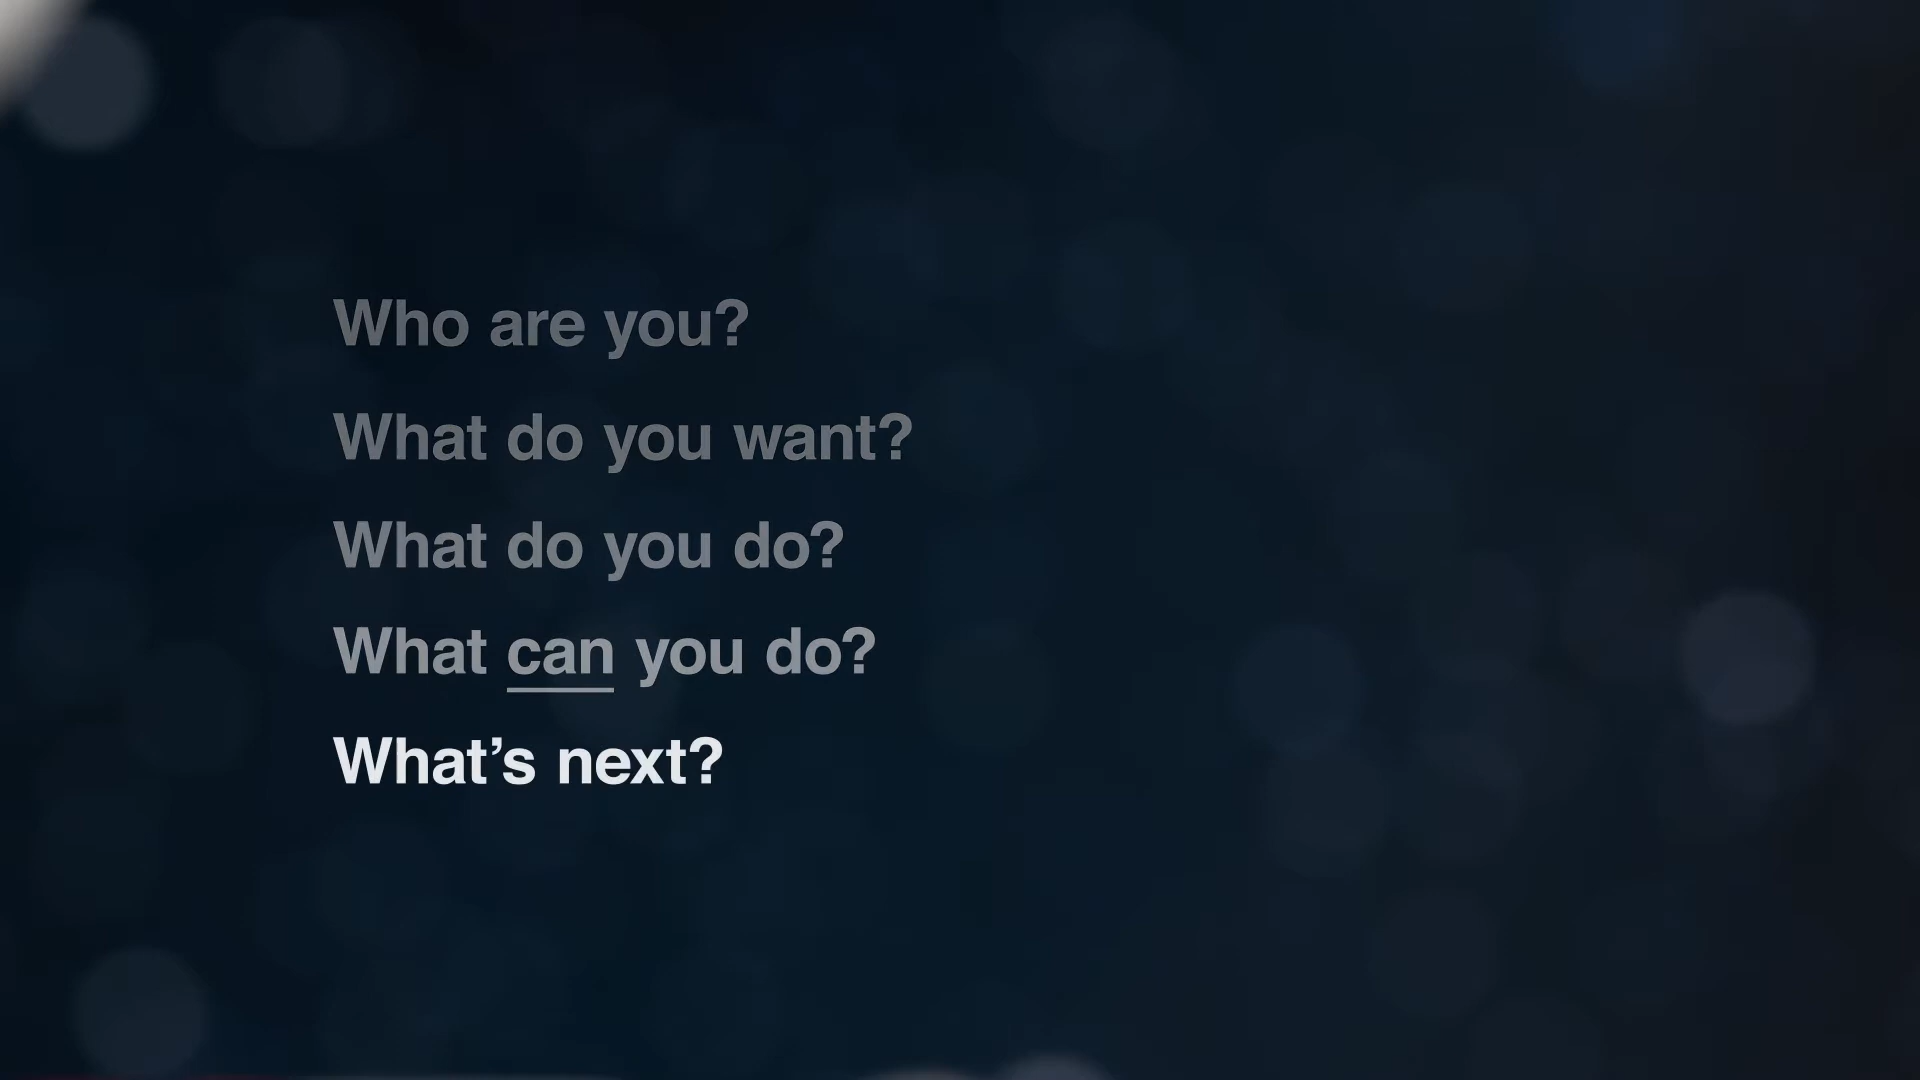 Who are you?
What do you want?
What do you do?
What can you do?
What’s next?